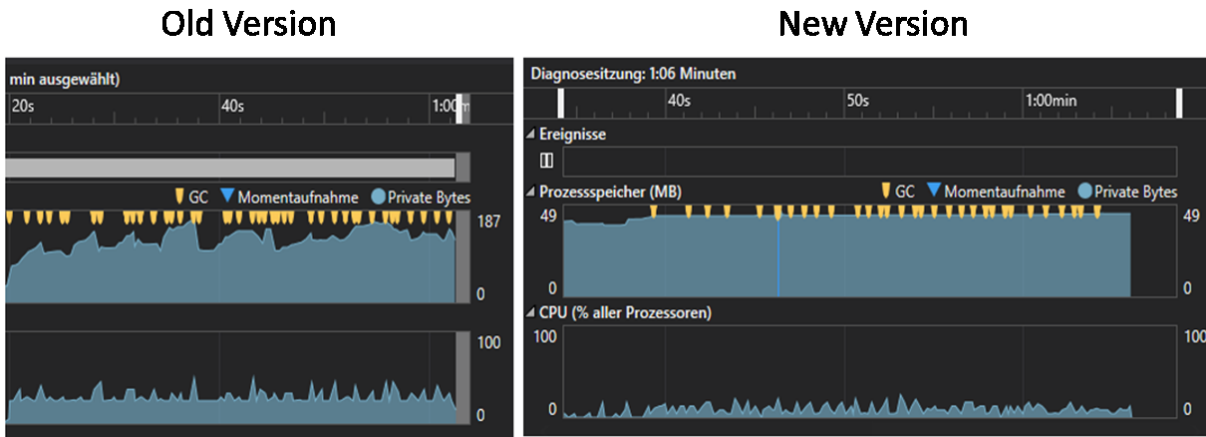 Old Version
New Version
min ausgewählt)
20s 40s 1:00m
GC Momentaufnahme Private Bytes
187
0
100
0
Diagnosesitzung: 1:06 Minuten
40s 50s 1:00min
Ereignisse
Prozessspeicher (MB) GC Momentaufnahme Private Bytes
49 49
0 0
CPU (% aller Prozessoren)
100 100
0 0